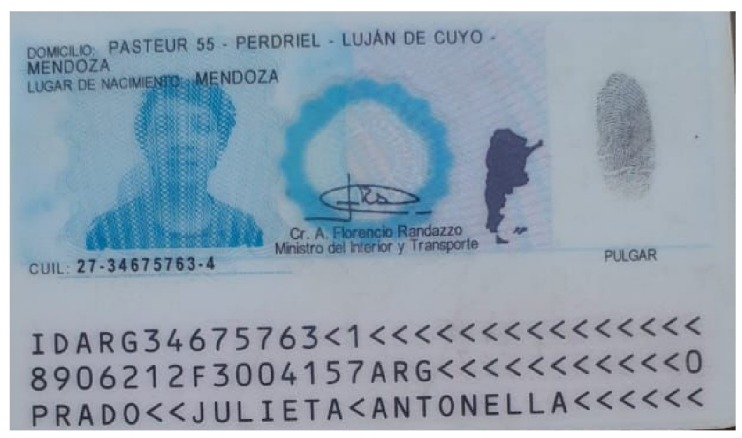 DOMICILIO: PASTEUR 55 - PERDRIEL - LUJÁN DE CUYO -
MENDOZA
LUGAR DE NACIMIENTO: MENDOZA
Cr. A. Florencio Randazzo
Ministro del Interior y Transporte
PULGAR
CUIL: 27-34675763-4
IDARG34675763<1<<<<<<<<<<<<<<<
8906212F3004157ARG<<<<<<<<<<<0
PRADO<<JULIETA<ANTONELLA<<<<<<